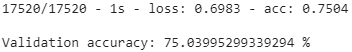 17520/17520 - 1s - loss: 0.6983 - acc: 0.7504
Validation accuracy: 75.03995299339294 %